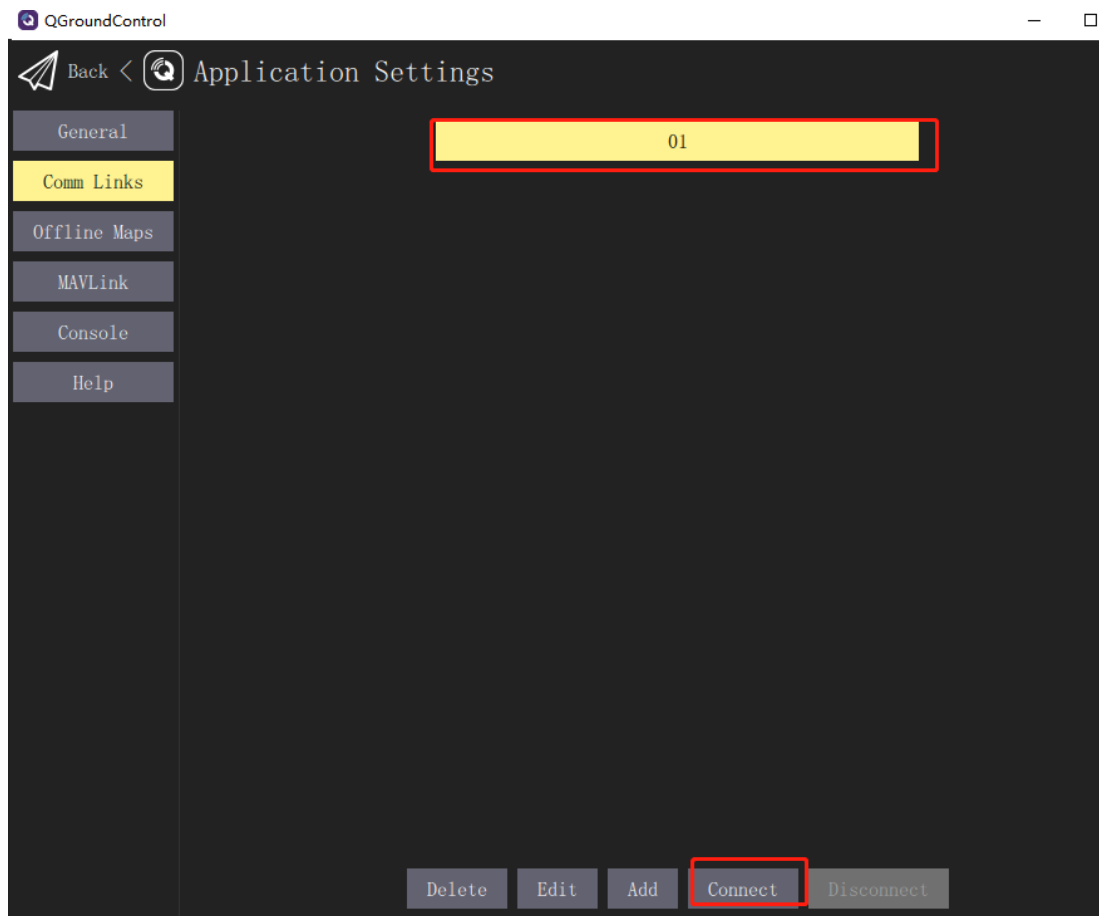 QGroundControl
Back < Application Settings
General
01
Comm Links
Offline Maps
MAVLink
Console
Help
Delete Edit Add Connect Disconnect